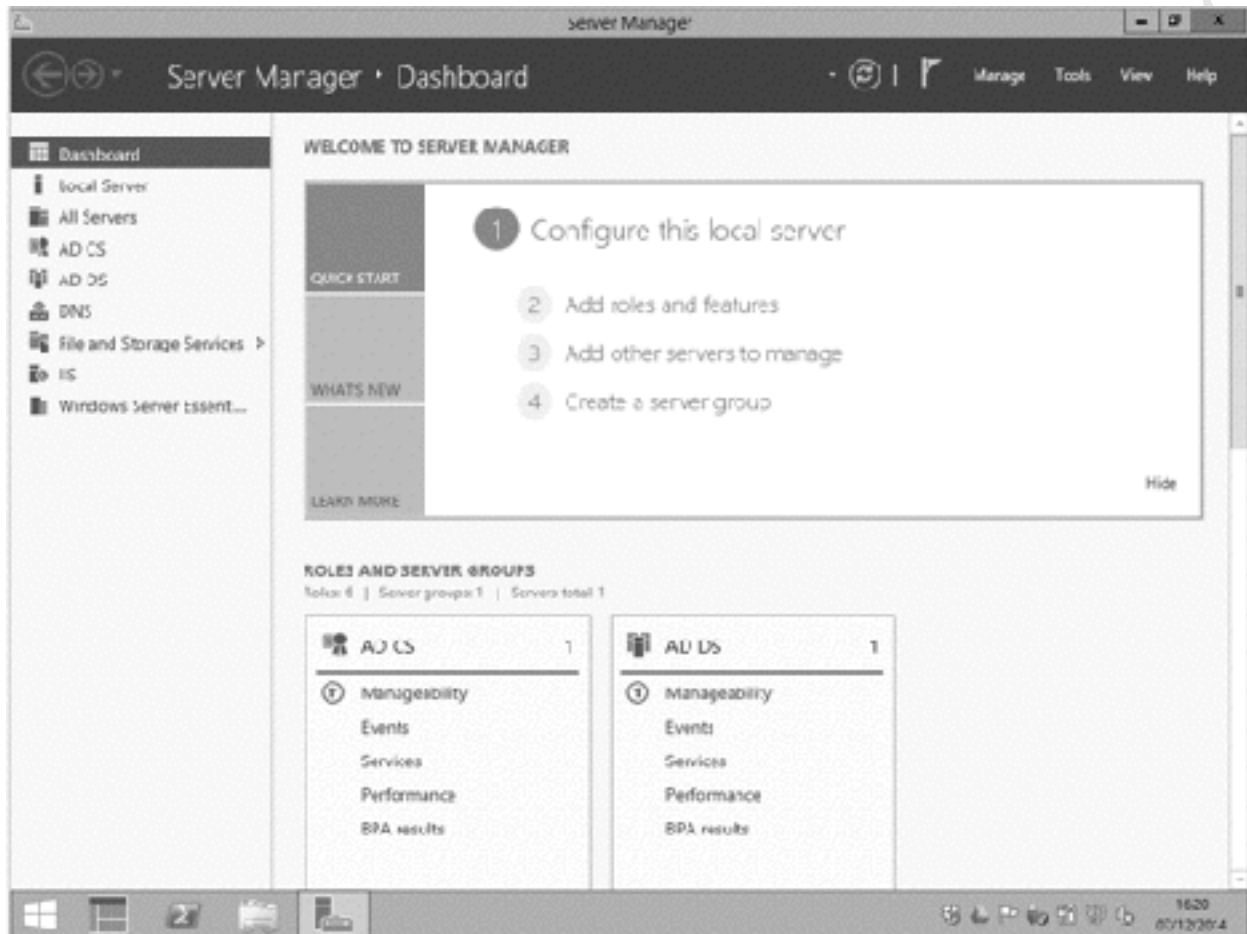 Server Manager
Server Manager • Dashboard
Manage Tools View Help
Dashboard
Local Server
All Servers
AD CS
AD DS
DNS
File and Storage Services
IIS
Windows Server Essent...
WELCOME TO SERVER MANAGER
QUICK START
WHAT'S NEW
LEARN MORE
1 Configure this local server
2 Add roles and features
3 Add other servers to manage
4 Create a server group
Hide
ROLES AND SERVER GROUPS
Roles: 6 | Server groups: 1 | Servers total: 1
AD CS 1
Manageability
Events
Services
Performance
BPA results
AD DS 1
Manageability
Events
Services
Performance
BPA results
16:20